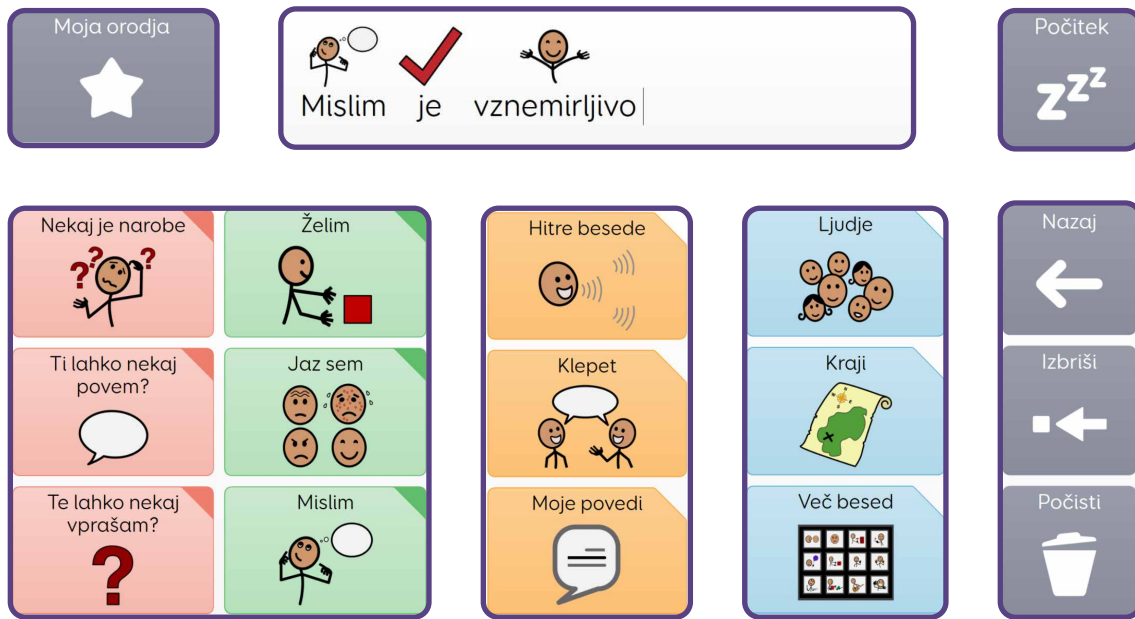 Moja orodja
Mislim je vznemirljivo
Počitek
zzz
Nekaj je narobe
Želim
Hitre besede
Ljudje
Nazaj
Ti lahko nekaj
povem?
Jaz sem
Klepet
Kraji
Izbriši
Te lahko nekaj
vprašam?
Mislim
Moje povedi
Več besed
Počisti